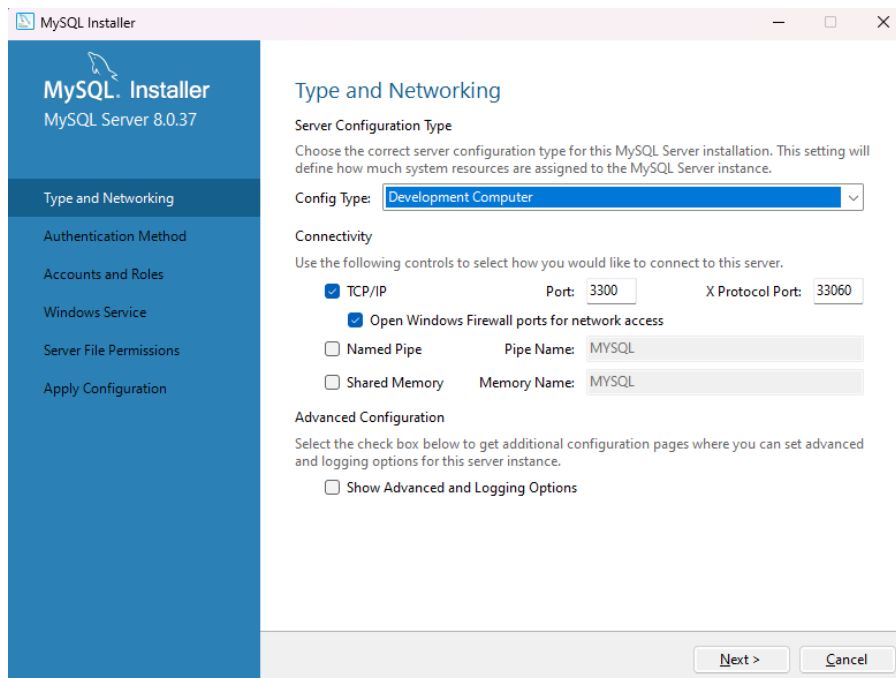 MySQL Installer
MySQL. Installer
MySQL Server 8.0.37
Type and Networking
Authentication Method
Accounts and Roles
Windows Service
Server File Permissions
Apply Configuration
Type and Networking
Server Configuration Type
Choose the correct server configuration type for this MySQL Server installation. This setting will
define how much system resources are assigned to the MySQL Server instance.
Config Type: Development Computer
Connectivity
Use the following controls to select how you would like to connect to this server.
TCP/IP Port: 3300 X Protocol Port: 33060
Open Windows Firewall ports for network access
Named Pipe Pipe Name: MYSQL
Shared Memory Memory Name: MYSQL
Advanced Configuration
Select the check box below to get additional configuration pages where you can set advanced
and logging options for this server instance.
Show Advanced and Logging Options
Next > Cancel